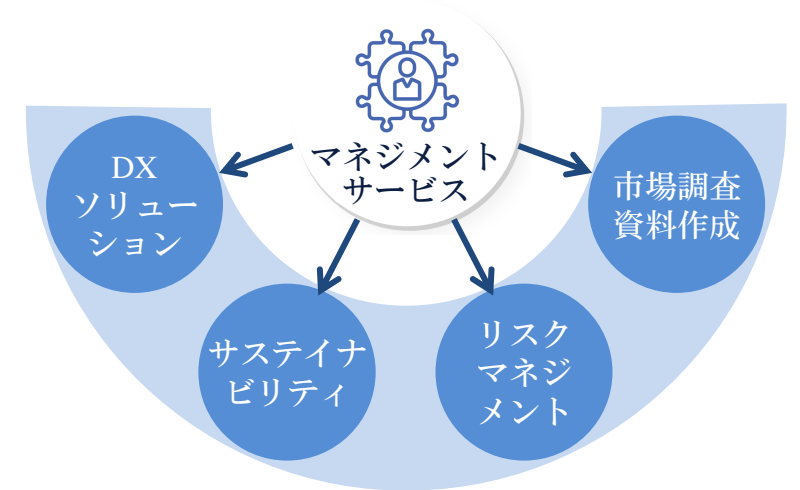 マネジメント
サービス
DX
ソリュー
ション
サステイナ
ビリティ
リスク
マネジ
メント
市場調査
資料作成